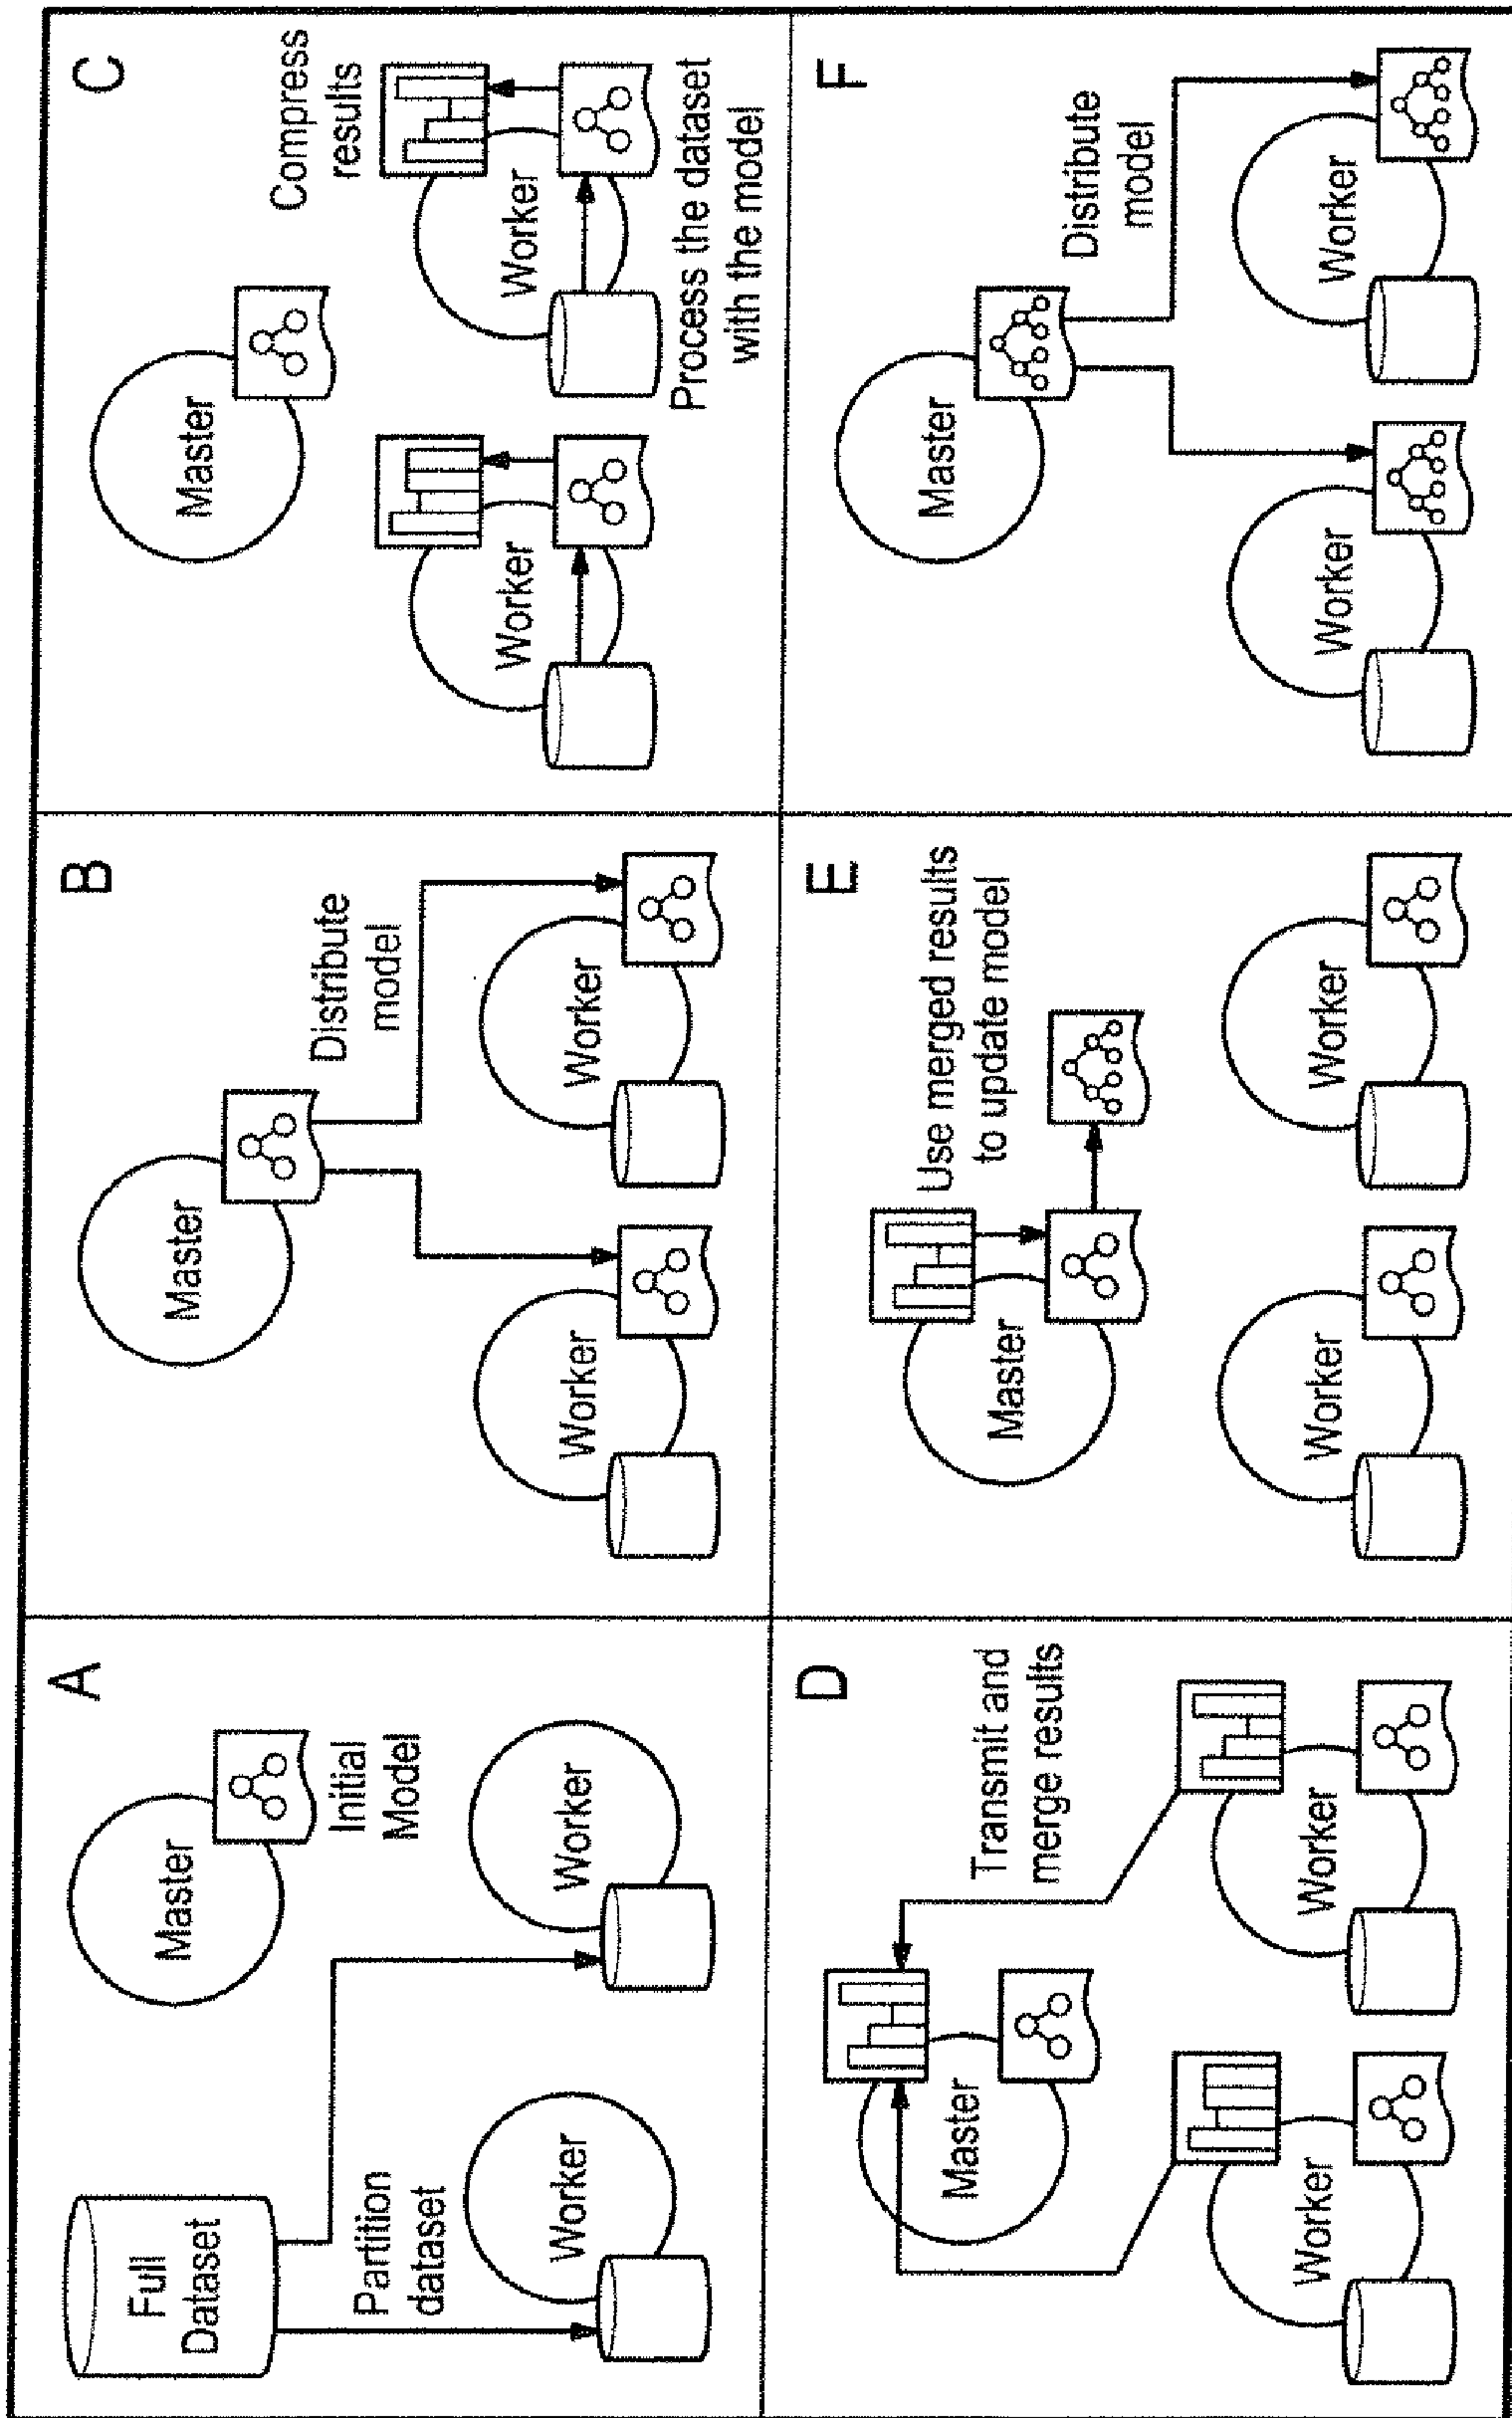 A
Full
Dataset
Master
Initial
Model
Partition
dataset
Worker
Worker
B
Master
Distribute
model
Worker
Worker
C
Compress
results
Master
Worker
Worker
Process the dataset
with the model
D
Transmit and
merge results
Master
Worker
Worker
E
Use merged results
to update model
Master
Worker
Worker
F
Master
Distribute
model
Worker
Worker